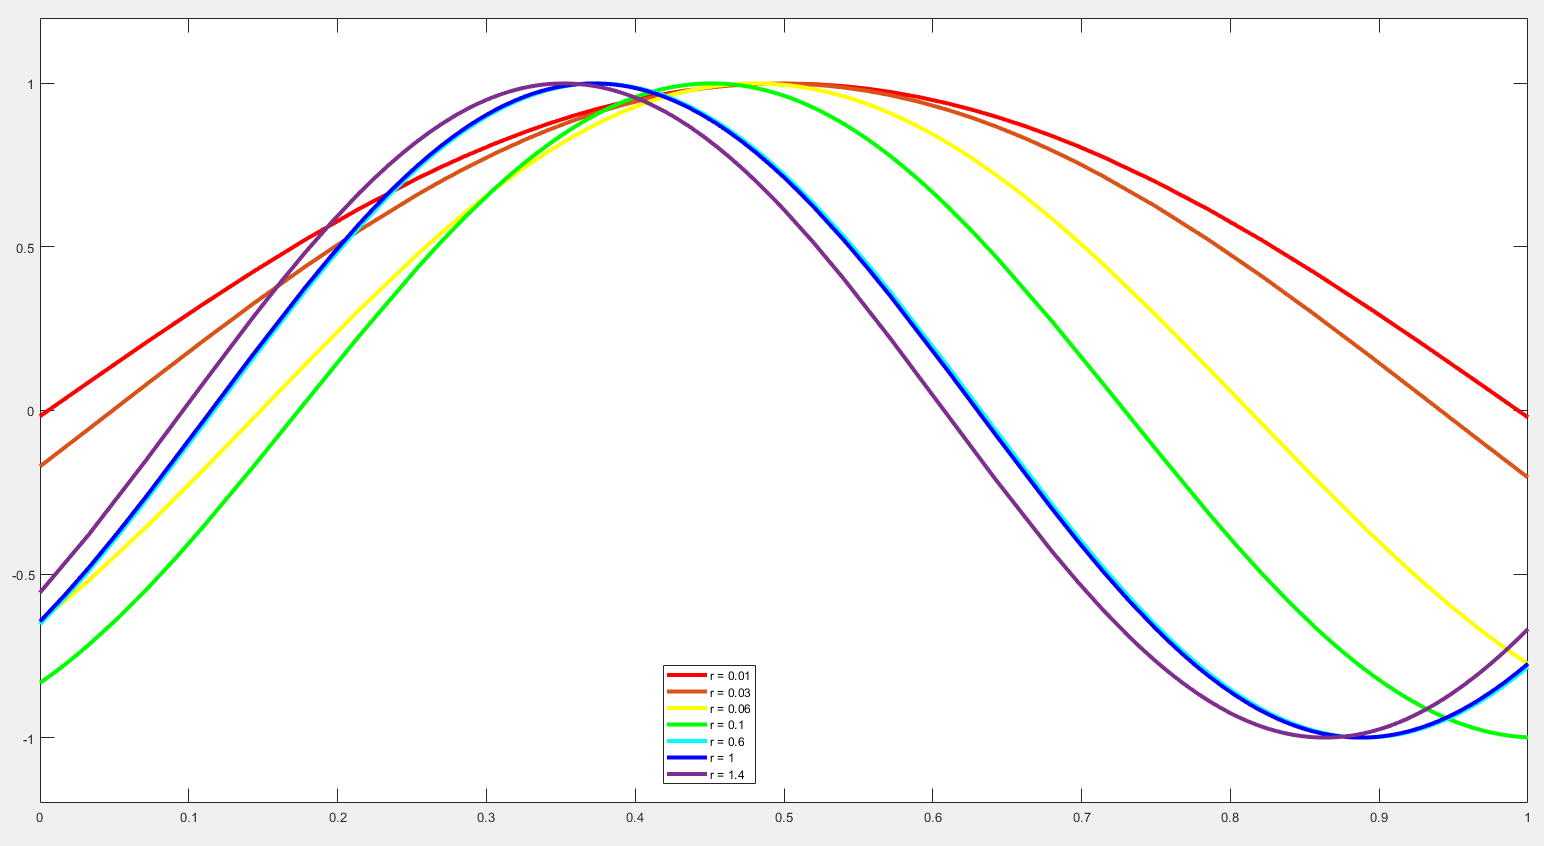 1
0.5
0
-0.5
-1
r = 0.01
r = 0.03
r = 0.06
r = 0.1
r = 0.6
r = 1
r = 1.4
0 0.1 0.2 0.3 0.4 0.5 0.6 0.7 0.8 0.9 1